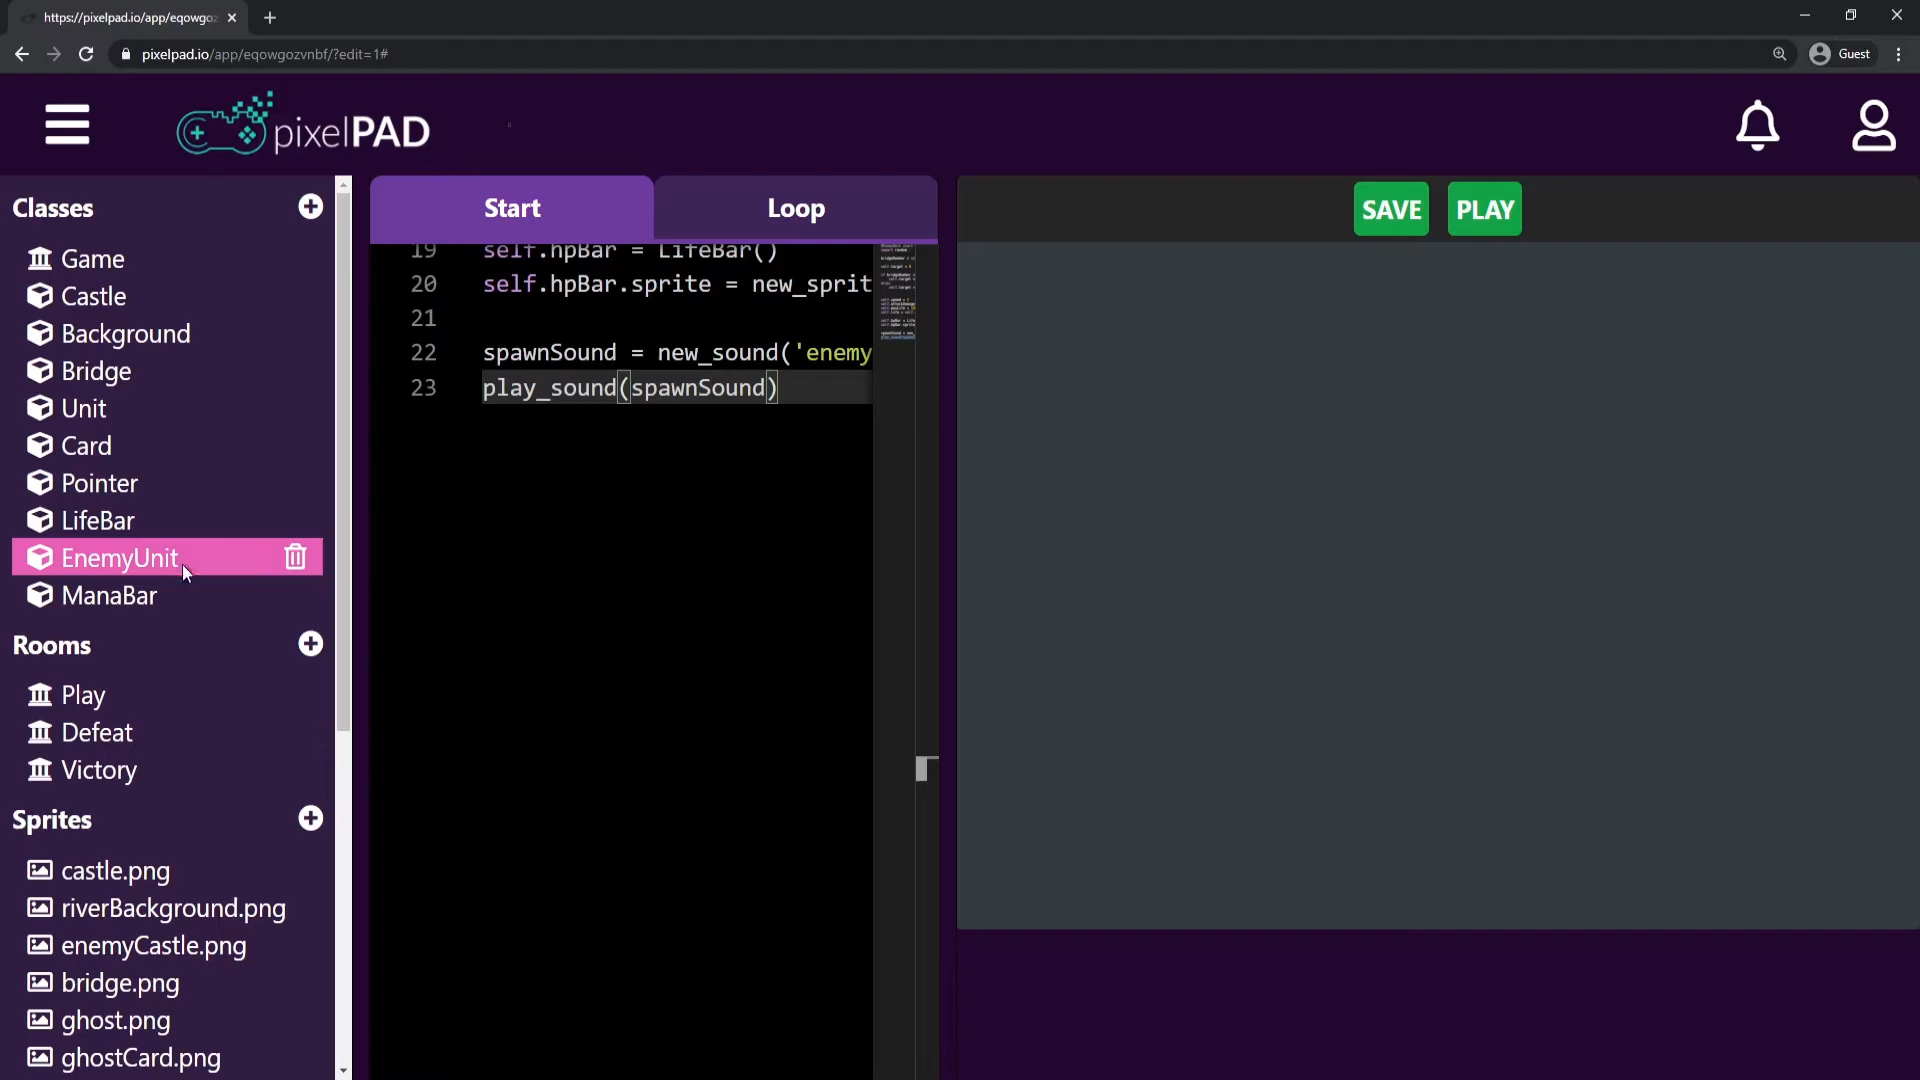 https://pixelpad.io/app/eqowgoz
pixelpad.io/app/eqowgozvnbf/?edit=1#
Guest
pixelPAD
Classes
Game
Castle
Background
Bridge
Unit
Card
Pointer
LifeBar
EnemyUnit
ManaBar
Rooms
Play
Defeat
Victory
Sprites
castle.png
riverBackground.png
enemyCastle.png
bridge.png
ghost.png
ghostCard.png
Start
Loop
19 self.hpBar = LifeBar()
20 self.hpBar.sprite = new_sprit
21
22 spawnSound = new_sound('enemy
23 play_sound(spawnSound)
SAVE
PLAY